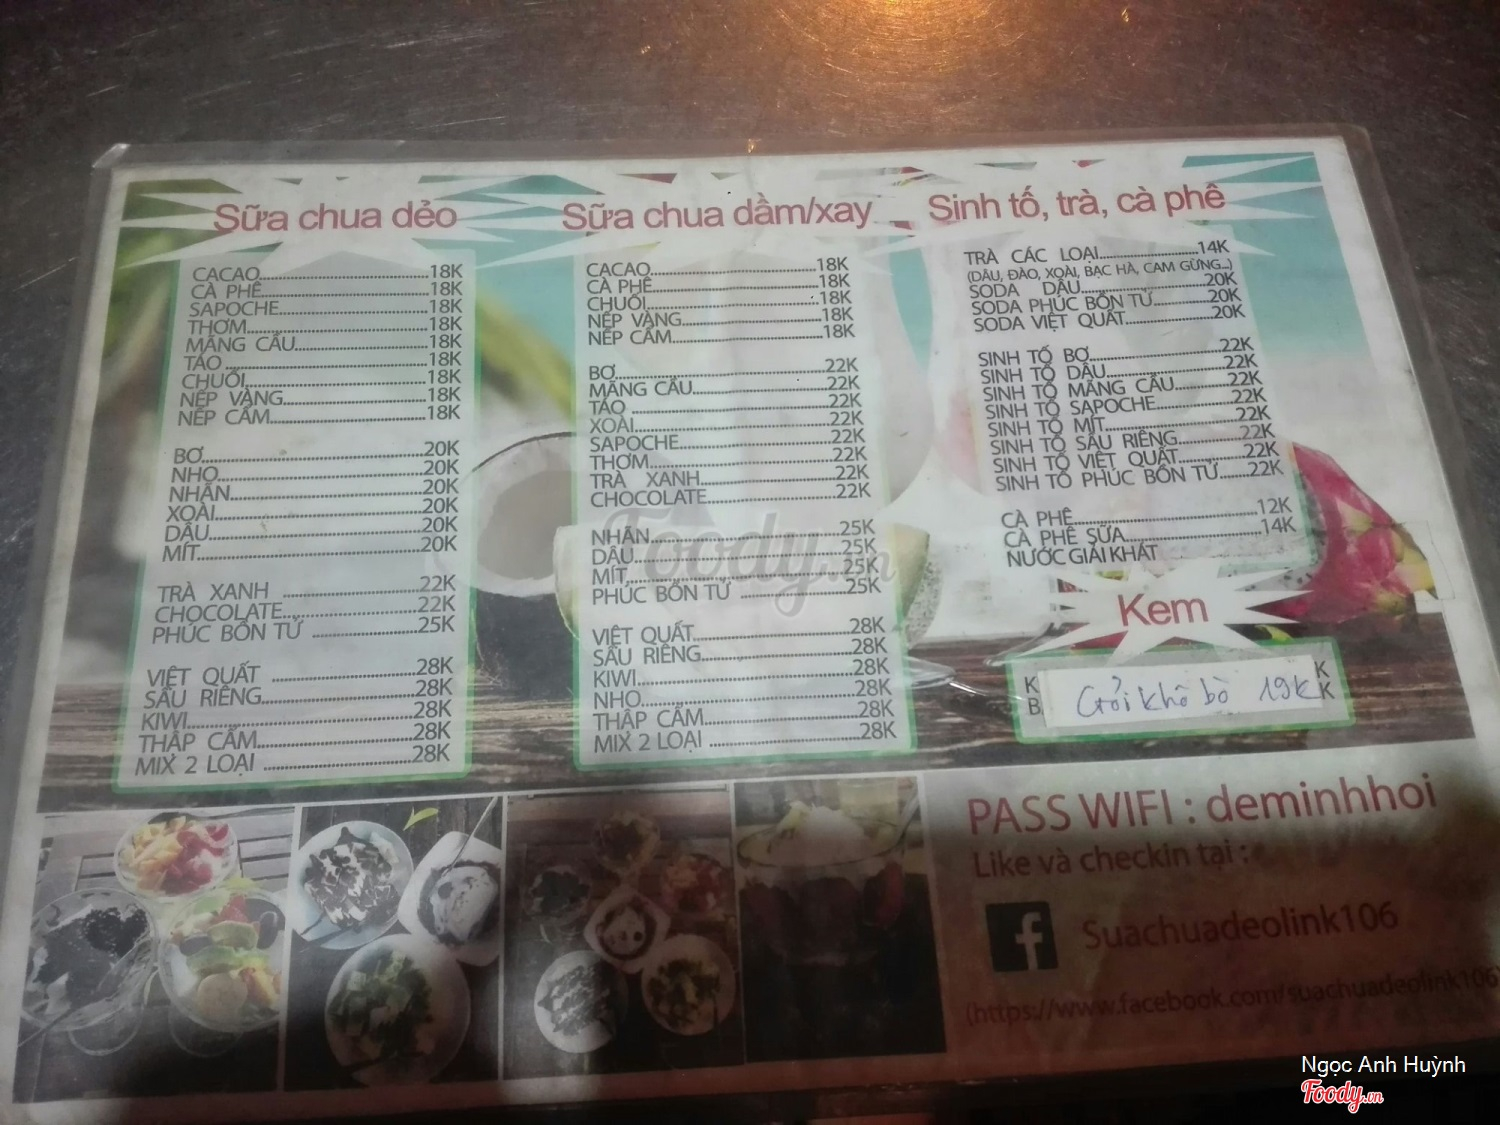 Sữa chua dẻo
CACAO 18K
CÀ PHÊ 18K
SAPOCHE 18K
THƠM 18K
MÃNG CẦU 18K
TÁO 18K
CHUỐI 18K
NẾP VÀNG 18K
NẾP CẨM 18K
BƠ 20K
NHO 20K
NHÃN 20K
XOÀI 20K
DÂU 20K
MÍT 20K
TRÀ XANH 22K
CHOCOLATE 22K
PHÚC BỒN TỬ 25K
VIỆT QUẤT 28K
SẦU RIÊNG 28K
KIWI 28K
THẬP CẨM 28K
MIX 2 LOẠI 28K
Sữa chua dầm/xay
CACAO 18K
CÀ PHÊ 18K
CHUỐI 18K
NẾP VÀNG 18K
NẾP CẨM 18K
BƠ 22K
MÃNG CẦU 22K
TÁO 22K
XOÀI 22K
SAPOCHE 22K
THƠM 22K
TRÀ XANH 22K
CHOCOLATE 22K
NHÃN 25K
DÂU 25K
MÍT 25K
PHÚC BỒN TỬ 25K
VIỆT QUẤT 28K
SẦU RIÊNG 28K
KIWI 28K
NHO 28K
THẬP CẨM 28K
MIX 2 LOẠI 28K
Sinh tố, trà, cà phê
TRÀ CÁC LOẠI 14K
(DÂU, ĐÀO, XOÀI, BẠC HÀ, CAM GỪNG...)
SODA DÂU 20K
SODA PHÚC BỒN TỬ 20K
SODA VIỆT QUẤT 20K
SINH TỐ BƠ 22K
SINH TỐ DÂU 22K
SINH TỐ MÃNG CẦU 22K
SINH TỐ SAPOCHE 22K
SINH TỐ MÍT 22K
SINH TỐ SẦU RIÊNG 22K
SINH TỐ VIỆT QUẤT 22K
SINH TỐ PHÚC BỒN TỬ 22K
CÀ PHÊ 12K
CÀ PHÊ SỮA 14K
NƯỚC GIẢI KHÁT
Kem
Gỏi khô bò 19K
PASS WIFI : deminhhoi
Like và checkin tại :
Suachuadeolink106
(https://www.facebook.com/suachuadeolink106)
Foody.vn
Ngọc Anh Huỳnh
Foody.vn